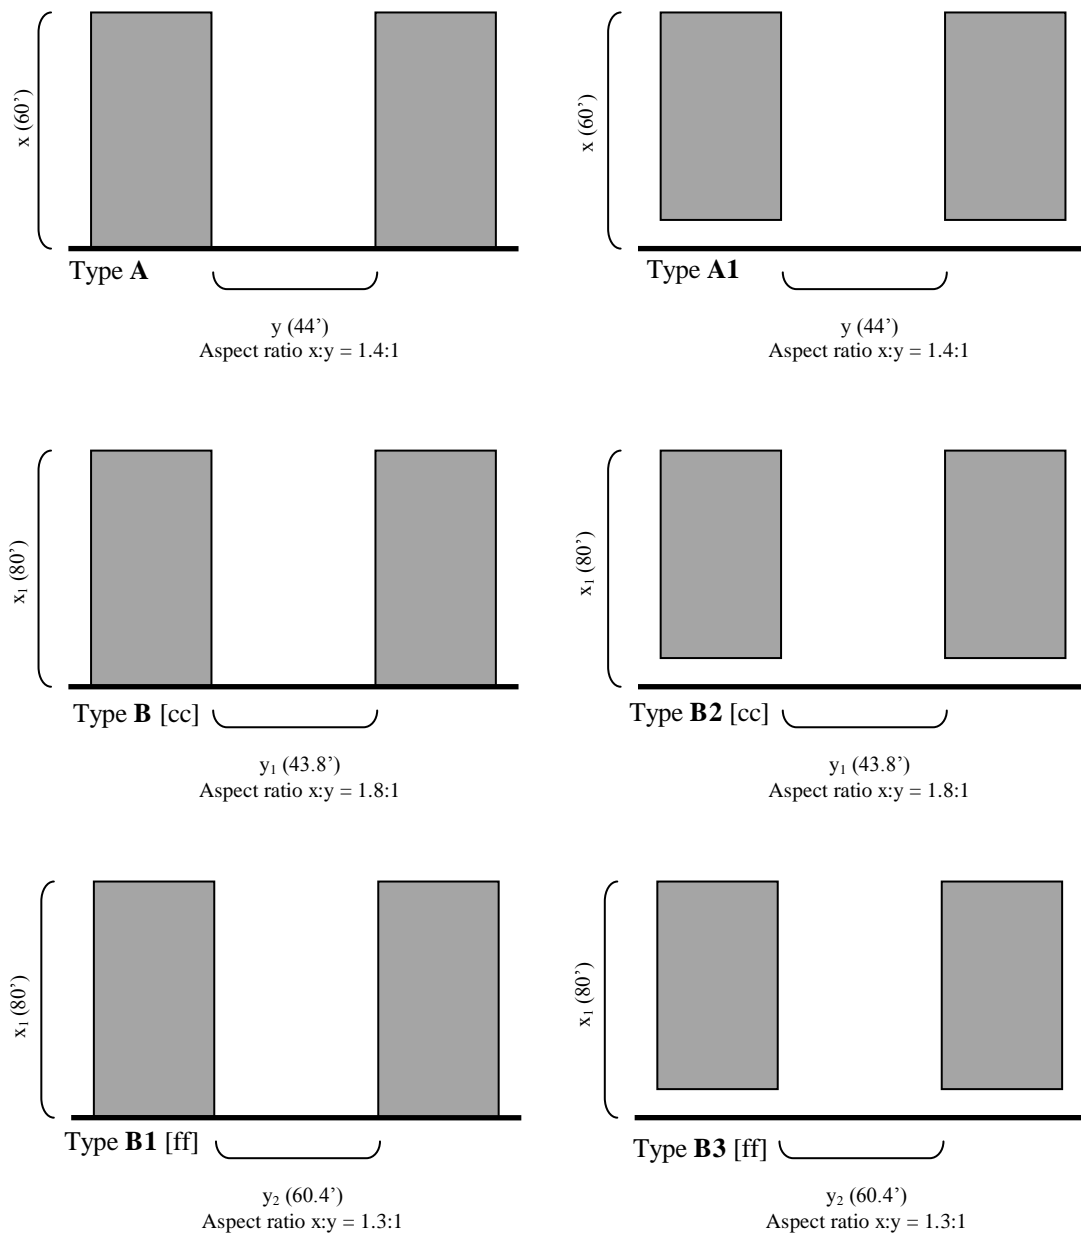 x (60’)
Type A
y (44’)
Aspect ratio x:y = 1.4:1
x (60’)
Type A1
y (44’)
Aspect ratio x:y = 1.4:1
x₁ (80’)
Type B [cc]
y₁ (43.8’)
Aspect ratio x:y = 1.8:1
x₁ (80’)
Type B2 [cc]
y₁ (43.8’)
Aspect ratio x:y = 1.8:1
x₁ (80’)
Type B1 [ff]
y₂ (60.4’)
Aspect ratio x:y = 1.3:1
x₁ (80’)
Type B3 [ff]
y₂ (60.4’)
Aspect ratio x:y = 1.3:1